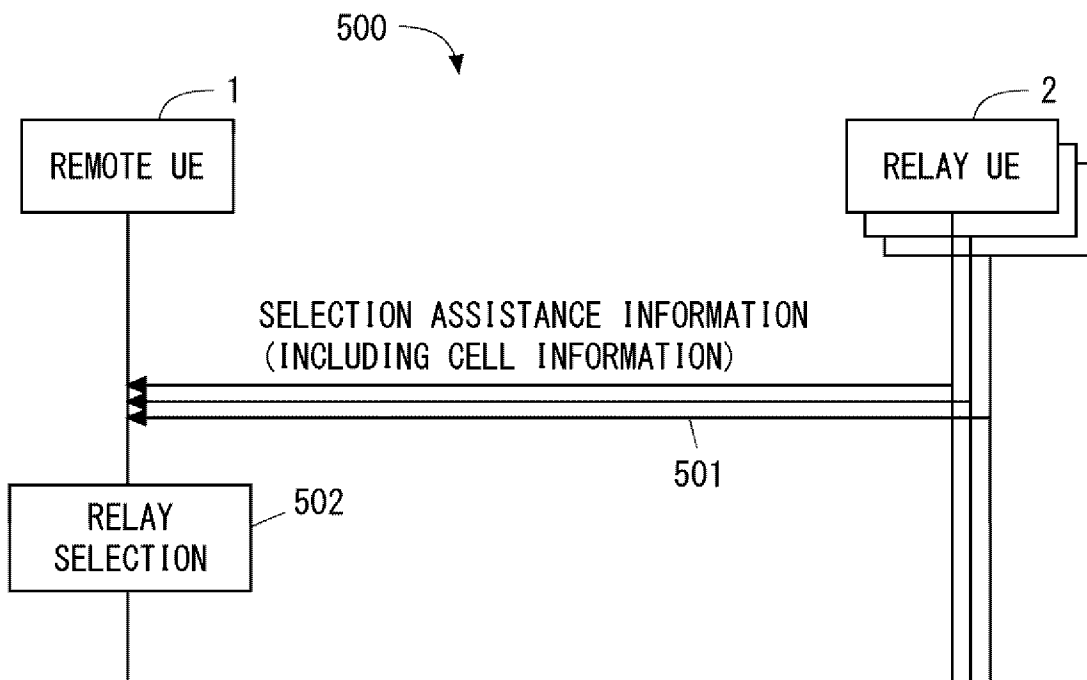 500
1
2
REMOTE UE
RELAY UE
SELECTION ASSISTANCE INFORMATION
(INCLUDING CELL INFORMATION)
501
502
RELAY
SELECTION